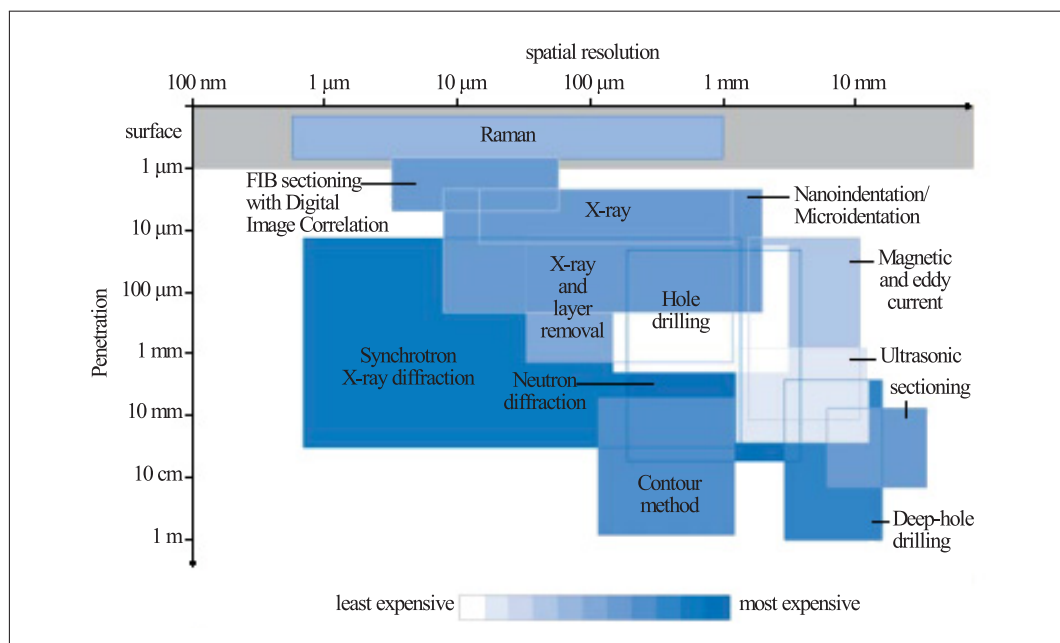 spatial resolution
100 nm 1 µm 10 µm 100 µm 1 mm 10 mm
surface
Raman
1 µm
FIB sectioning
with Digital
Image Correlation
X-ray
Nanoindentation/
Microidentation
10 µm
Magnetic
and eddy
current
X-ray
and
layer
removal
Hole
drilling
100 µm
Penetration
1 mm
Synchrotron
X-ray diffraction
Neutron
diffraction
Ultrasonic
sectioning
10 mm
10 cm
Contour
method
Deep-hole
drilling
1 m
least expensive most expensive